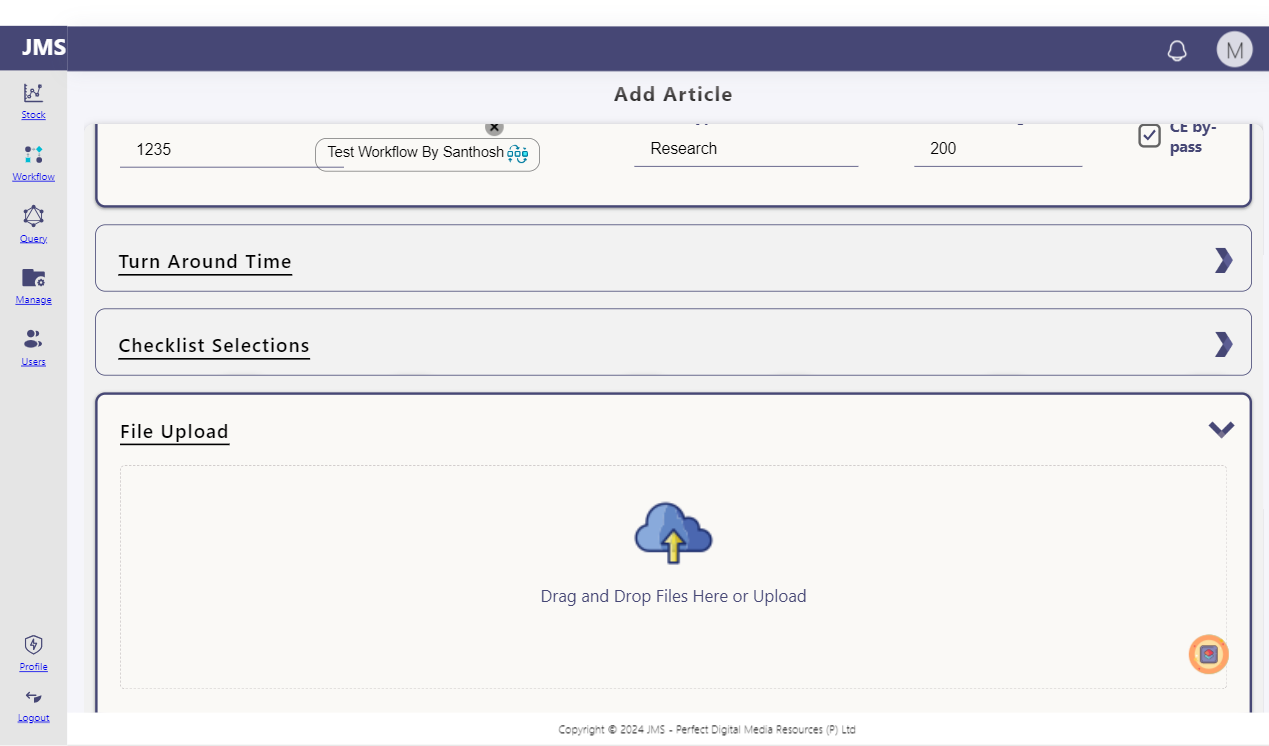 JMS
M
Add Article
Stock
Workflow
Query
Manage
Users
Profile
Logout
1235
Test Workflow By Santhosh
Research
200
CE by-
pass
Turn Around Time
Checklist Selections
File Upload
Drag and Drop Files Here or Upload
Copyright © 2024 JMS - Perfect Digital Media Resources (P) Ltd